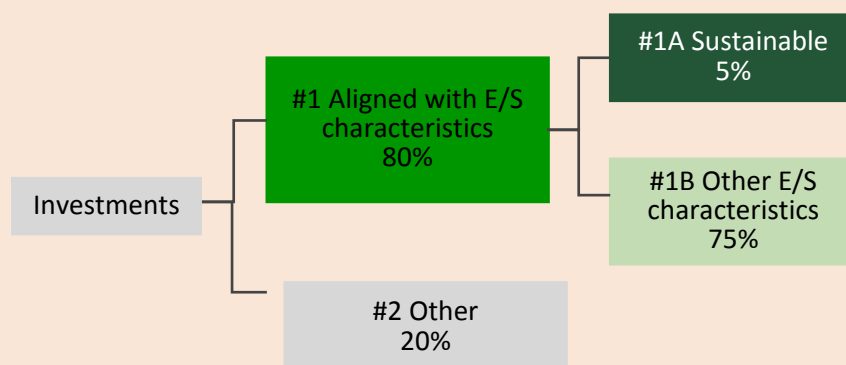 #1A Sustainable
5%
#1 Aligned with E/S
characteristics
80%
#1B Other E/S
characteristics
75%
Investments
#2 Other
20%